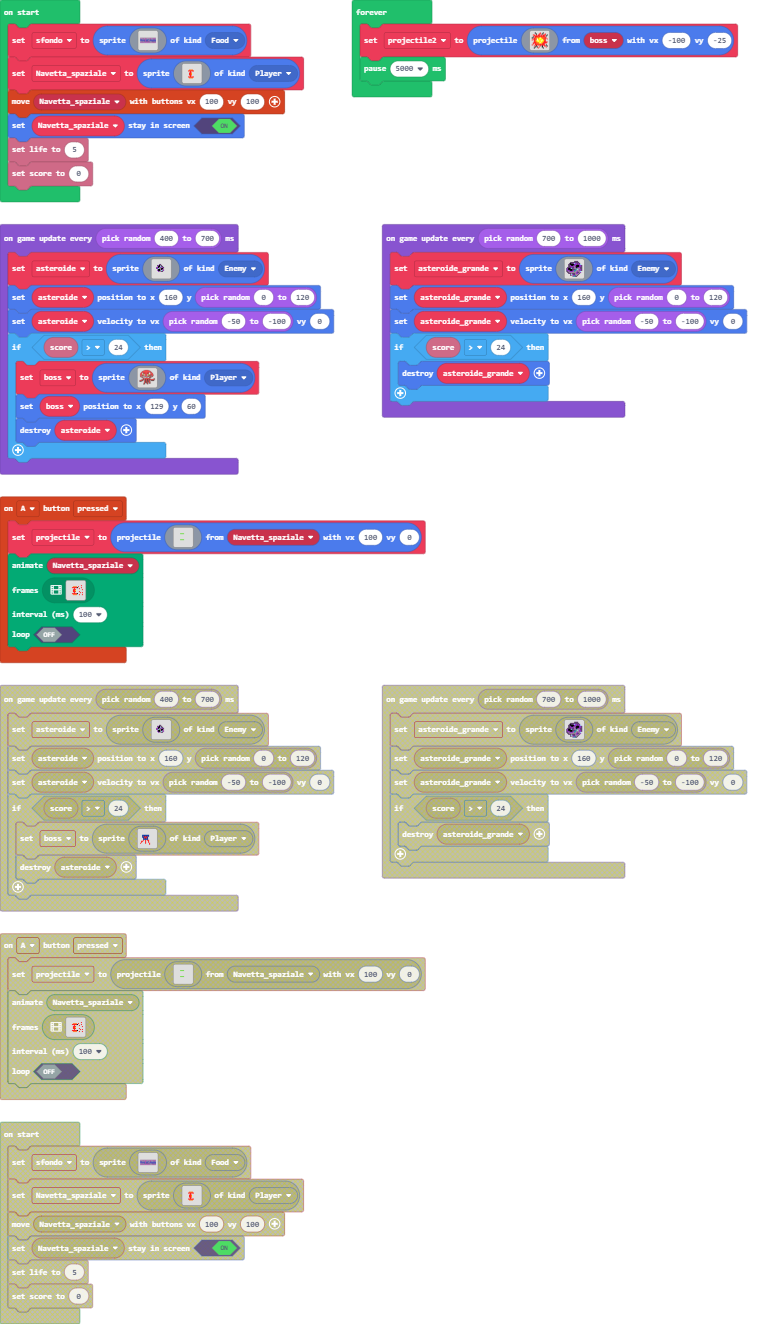 on start
set sfondo to sprite of kind Food
set Navetta_spaziale to sprite of kind Player
move Navetta_spaziale with buttons vx 100 vy 100
set Navetta_spaziale stay in screen ON
set life to 5
set score to 0
forever
set projectile2 to projectile from boss with vx -100 vy -25
pause 5000 ms
on game update every pick random 400 to 700 ms
set asteroide to sprite of kind Enemy
set asteroide position to x 160 y pick random 0 to 120
set asteroide velocity to vx pick random -50 to -100 vy 0
if score > 24 then
set boss to sprite of kind Player
set boss position to x 129 y 60
destroy asteroide
on game update every pick random 700 to 1000 ms
set asteroide_grande to sprite of kind Enemy
set asteroide_grande position to x 160 y pick random 0 to 120
set asteroide_grande velocity to vx pick random -50 to -100 vy 0
if score > 24 then
destroy asteroide_grande
on A button pressed
set projectile to projectile from Navetta_spaziale with vx 100 vy 0
animate Navetta_spaziale
frames
interval (ms) 100
loop OFF
on game update every pick random 400 to 700 ms
set asteroide to sprite of kind Enemy
set asteroide position to x 160 y pick random 0 to 120
set asteroide velocity to vx pick random -50 to -100 vy 0
if score > 24 then
set boss to sprite of kind Player
destroy asteroide
on game update every pick random 700 to 1000 ms
set asteroide_grande to sprite of kind Enemy
set asteroide_grande position to x 160 y pick random 0 to 120
set asteroide_grande velocity to vx pick random -50 to -100 vy 0
if score > 24 then
destroy asteroide_grande
on A button pressed
set projectile to projectile from Navetta_spaziale with vx 100 vy 0
animate Navetta_spaziale
frames
interval (ms) 100
loop OFF
on start
set sfondo to sprite of kind Food
set Navetta_spaziale to sprite of kind Player
move Navetta_spaziale with buttons vx 100 vy 100
set Navetta_spaziale stay in screen ON
set life to 5
set score to 0